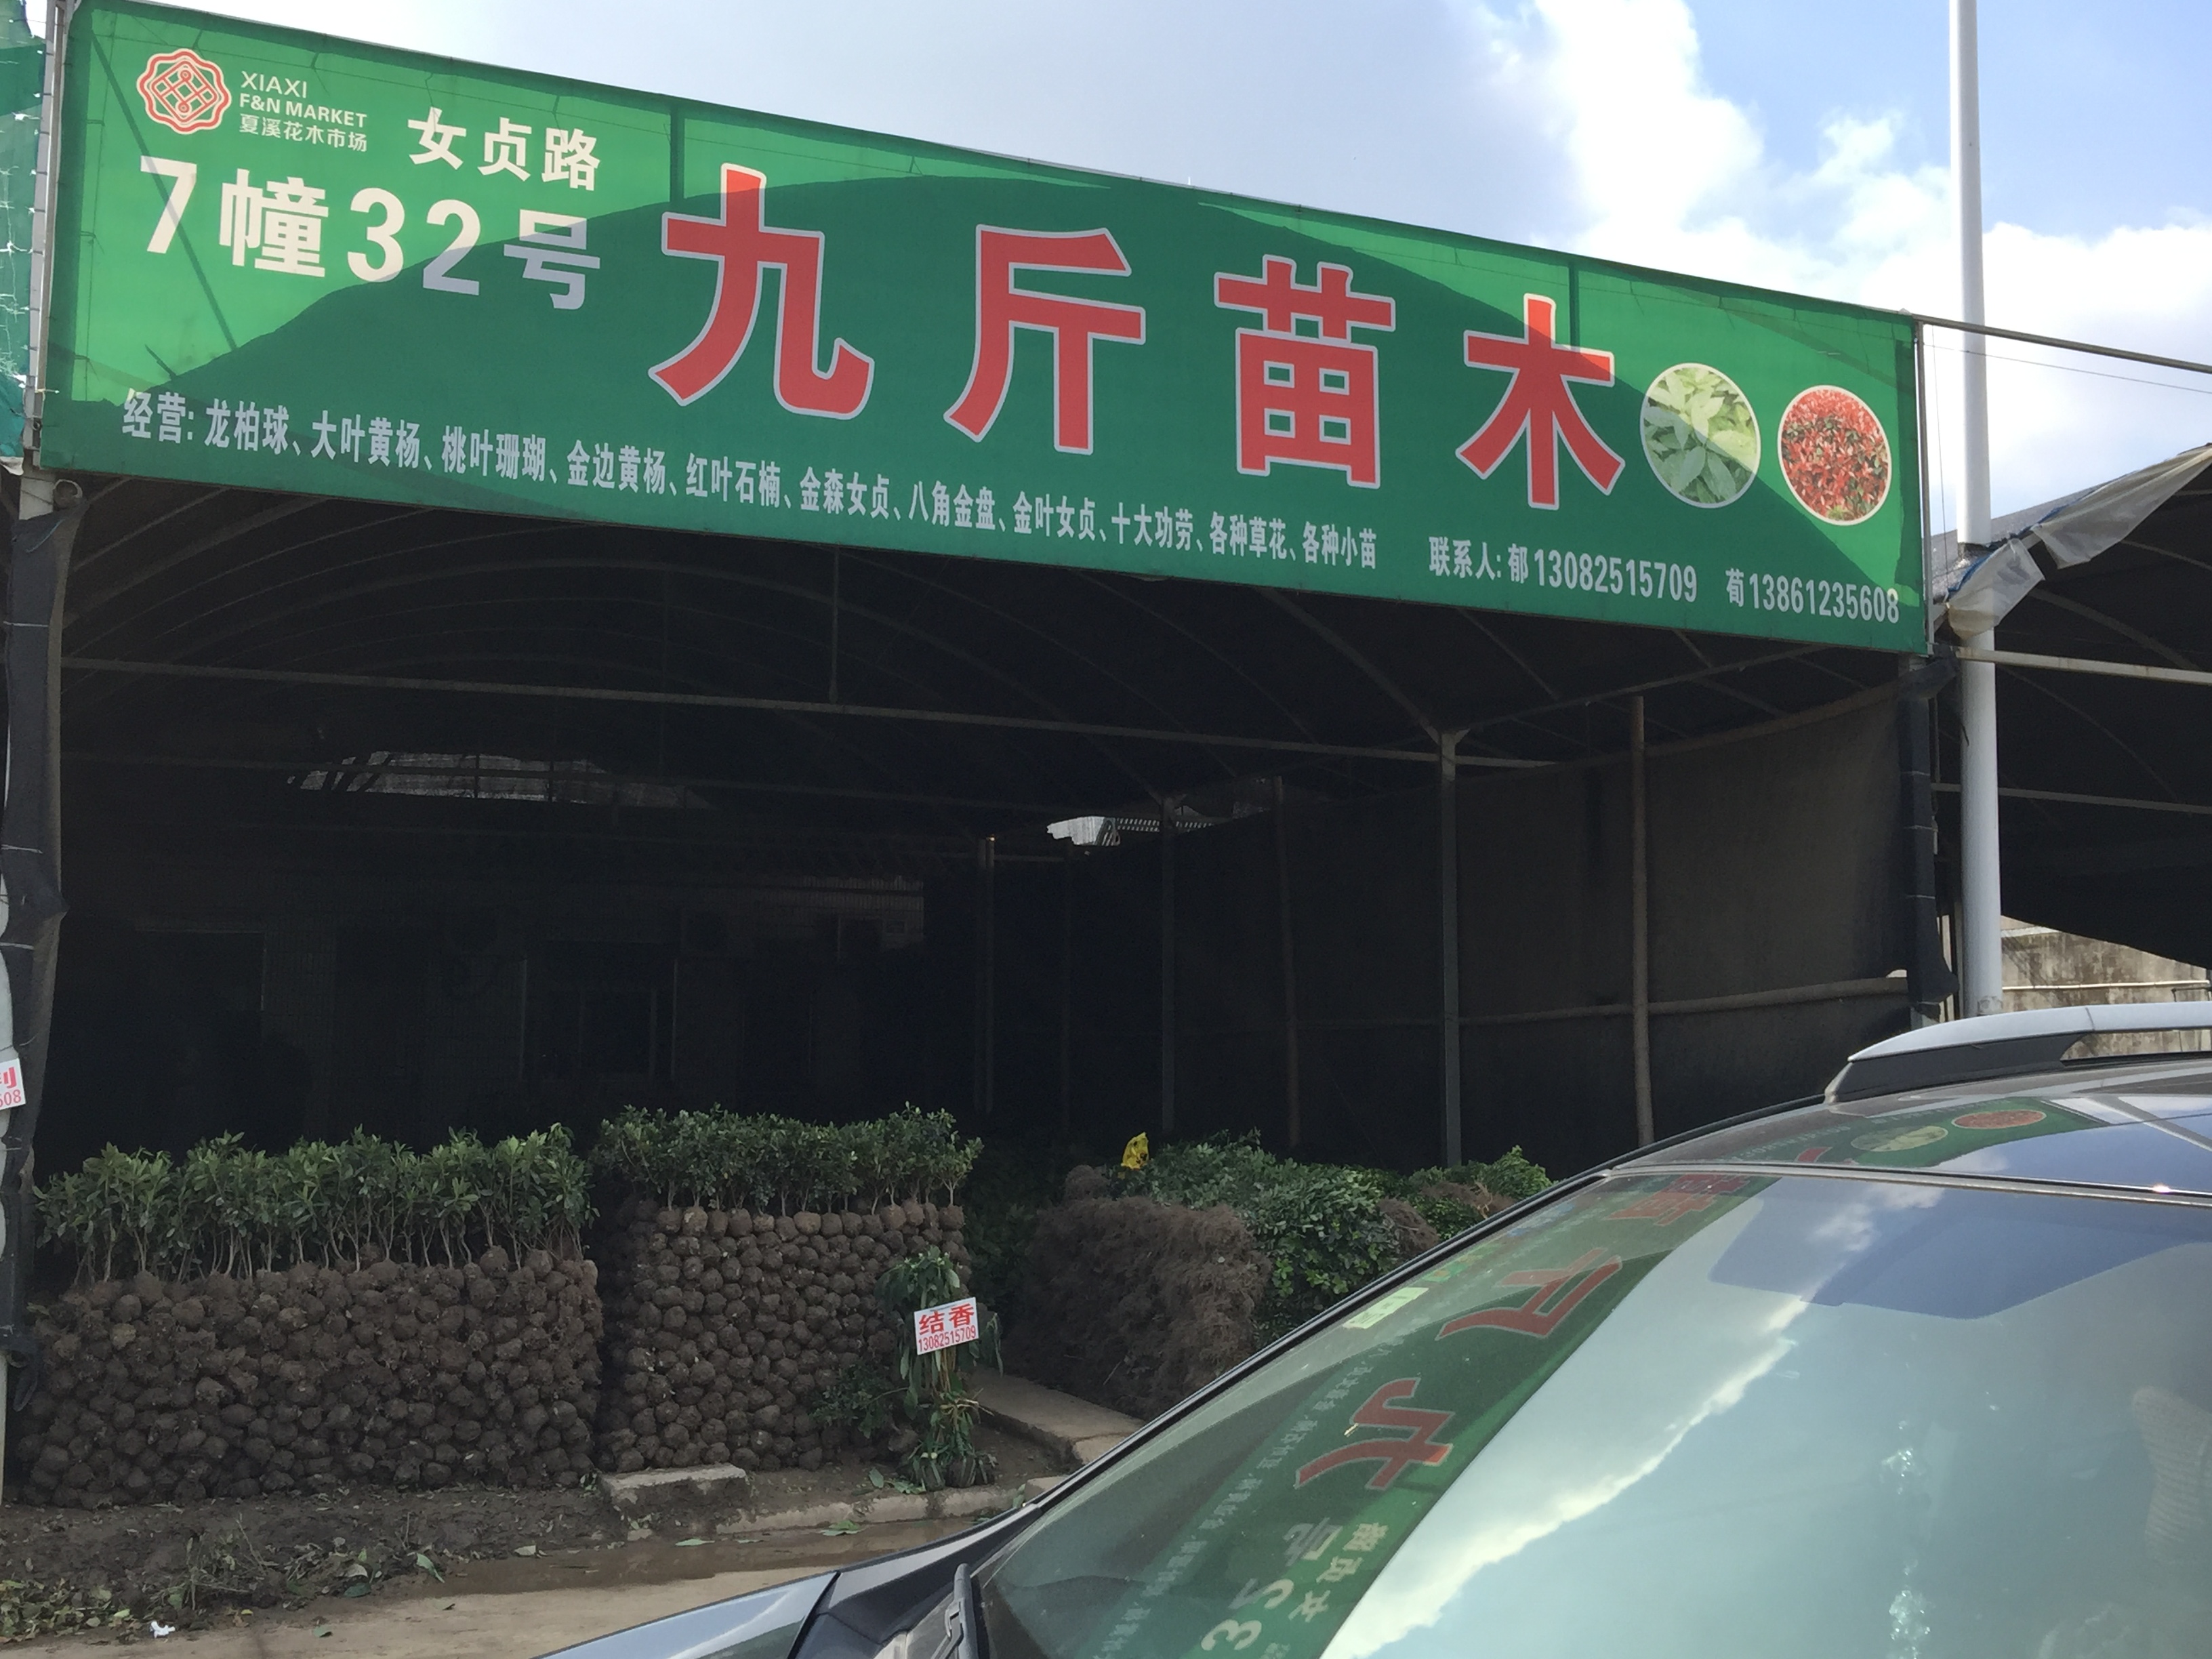 XIAXI
F&N MARKET
夏溪花木市场
女贞路
7幢32号
九斤苗木
经营: 龙柏球、大叶黄杨、桃叶珊瑚、金边黄杨、红叶石楠、金森女贞、八角金盘、金叶女贞、十大功劳、各种草花、各种小苗
联系人: 郁13082515709 荀13861235608
结香
13082515709
608